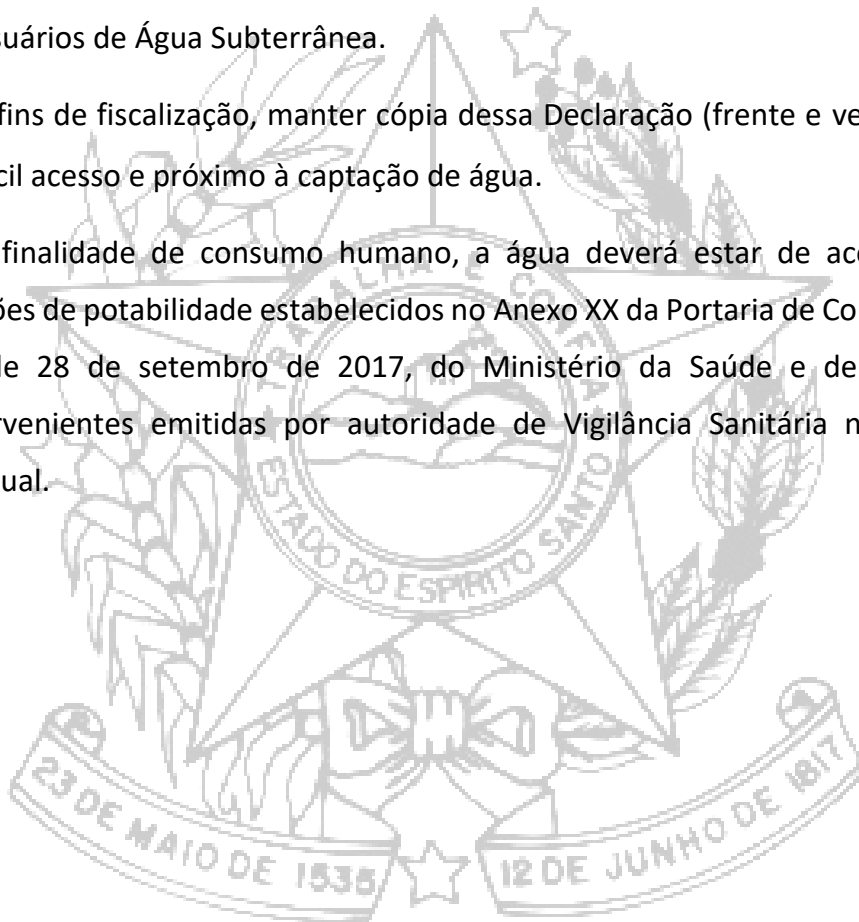 suários de Água Subterrânea.
fins de fiscalização, manter cópia dessa Declaração (frente e ve
cil acesso e próximo à captação de água.
finalidade de consumo humano, a água deverá estar de aco
ões de potabilidade estabelecidos no Anexo XX da Portaria de Co
de 28 de setembro de 2017, do Ministério da Saúde e de
rvenientes emitidas por autoridade de Vigilância Sanitária n
ual.
TRABALHA E CONFIA
ESTADO DO ESPIRITO SANTO
23 DE MAIO DE 1535
12 DE JUNHO DE 1817